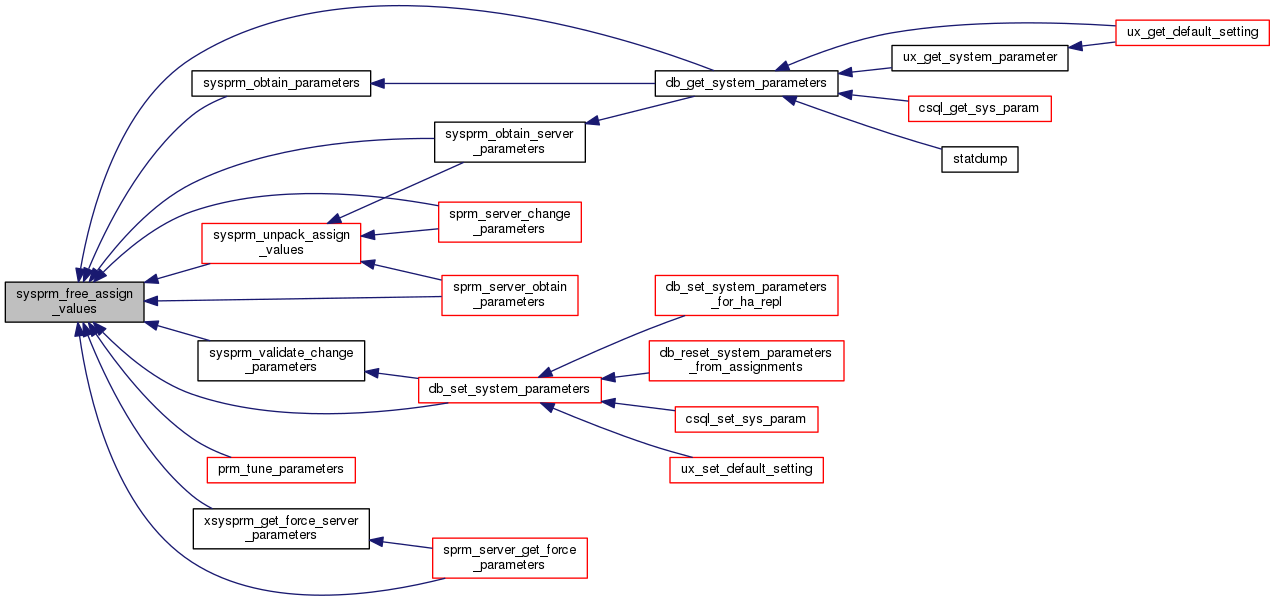 ux_get_default_setting
ux_get_system_parameter
sysprm_obtain_parameters
db_get_system_parameters
csql_get_sys_param
sysprm_obtain_server
_parameters
statdump
sprm_server_change
_parameters
sysprm_unpack_assign
_values
sysprm_free_assign
_values
sprm_server_obtain
_parameters
db_set_system_parameters
_for_ha_repl
sysprm_validate_change
_parameters
db_reset_system_parameters
_from_assignments
db_set_system_parameters
csql_set_sys_param
prm_tune_parameters
ux_set_default_setting
xsysprm_get_force_server
_parameters
sprm_server_get_force
_parameters